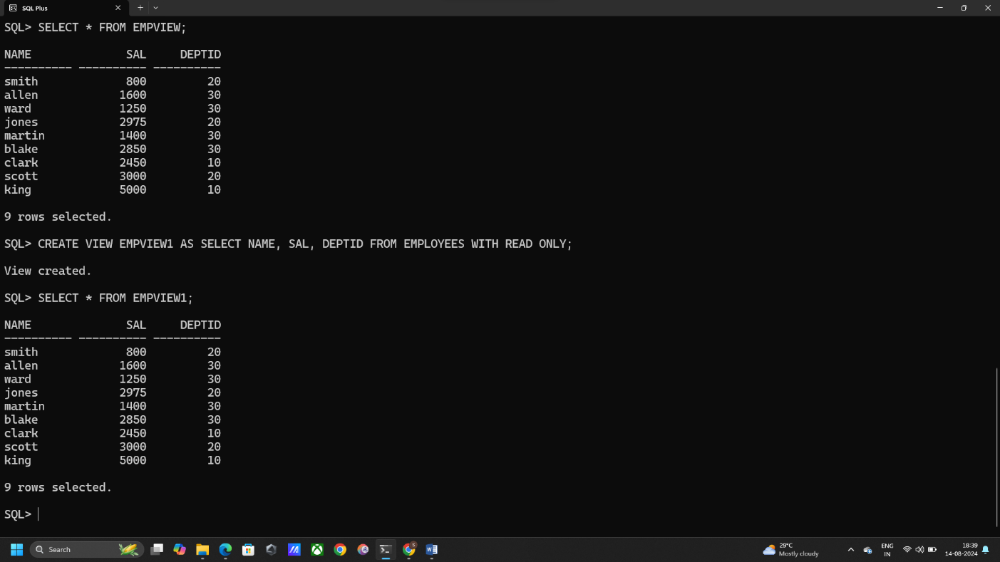 SQL Plus
SQL> SELECT * FROM EMPVIEW;
NAME              SAL     DEPTID
---------- ---------- ----------
smith             800         20
allen            1600         30
ward             1250         30
jones            2975         20
martin           1400         30
blake            2850         30
clark            2450         10
scott            3000         20
king             5000         10
9 rows selected.
SQL> CREATE VIEW EMPVIEW1 AS SELECT NAME, SAL, DEPTID FROM EMPLOYEES WITH READ ONLY;
View created.
SQL> SELECT * FROM EMPVIEW1;
NAME              SAL     DEPTID
---------- ---------- ----------
smith             800         20
allen            1600         30
ward             1250         30
jones            2975         20
martin           1400         30
blake            2850         30
clark            2450         10
scott            3000         20
king             5000         10
9 rows selected.
SQL>
Search
29°C
Mostly cloudy
ENG
IN
18:39
14-08-2024